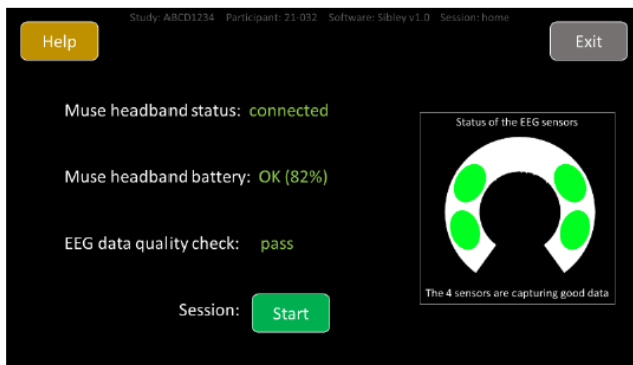 Study: ABCD1234 Participant: 21-032 Software: Sibley v1.0 Session: home
Help
Exit
Muse headband status: connected
Muse headband battery: OK (82%)
EEG data quality check: pass
Session: Start
Status of the EEG sensors
The 4 sensors are capturing good data